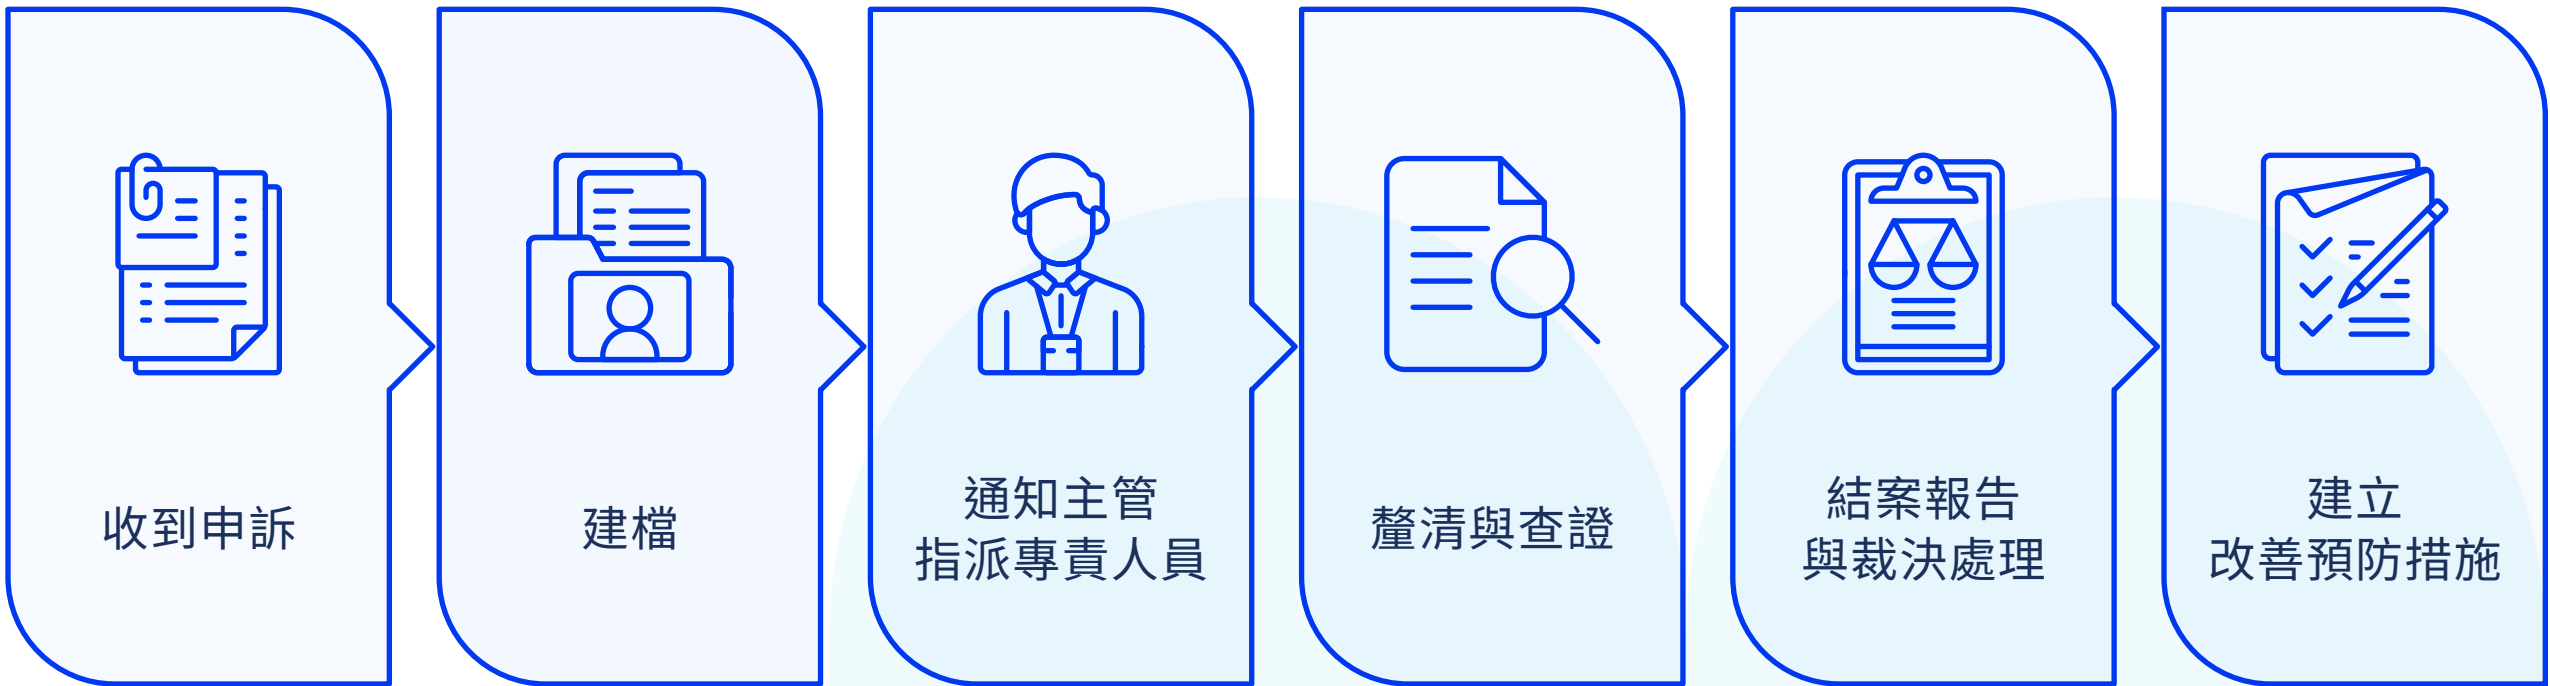 收到申訴
建檔
通知主管
指派專責人員
釐清與查證
結案報告
與裁決處理
建立
改善預防措施